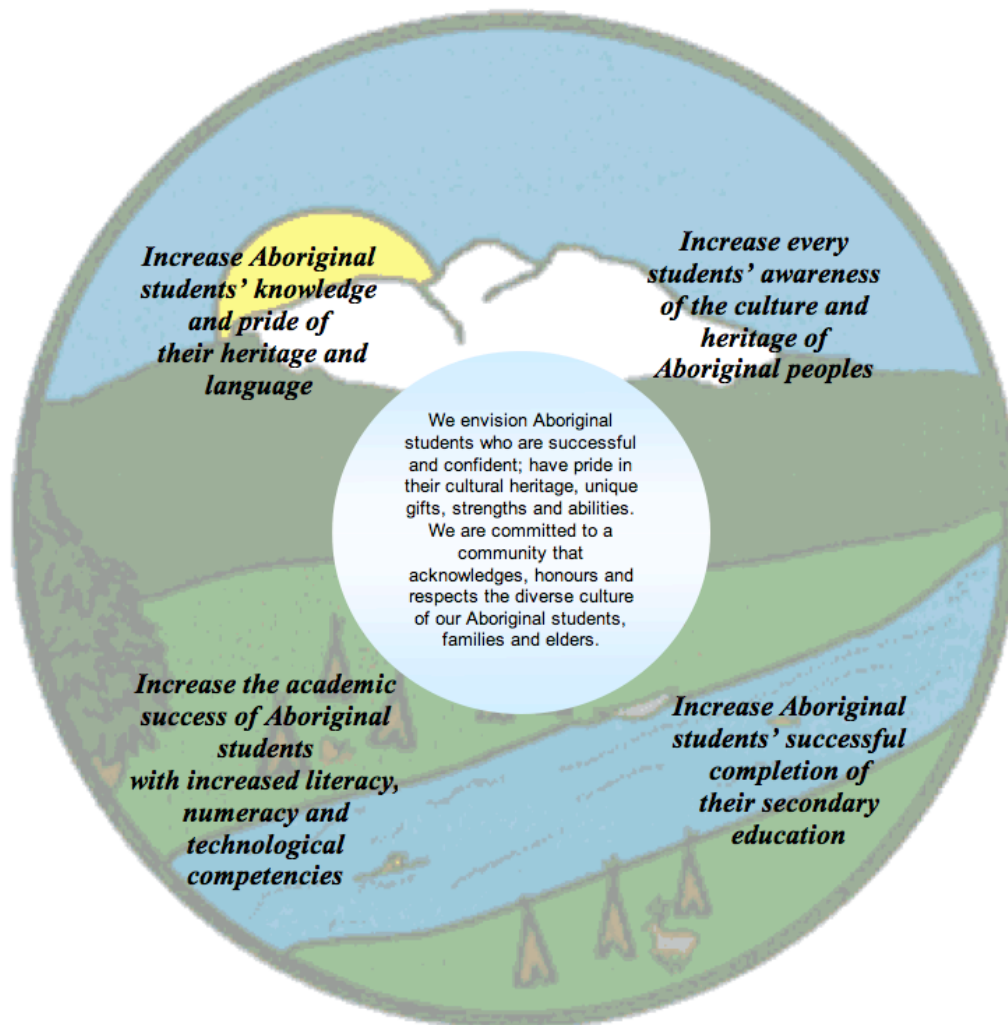 Increase Aboriginal
students’ knowledge
and pride of
their heritage and
language
Increase every
students’ awareness
of the culture and
heritage of
Aboriginal peoples
We envision Aboriginal
students who are successful
and confident; have pride in
their cultural heritage, unique
gifts, strengths and abilities.
We are committed to a
community that
acknowledges, honours and
respects the diverse culture
of our Aboriginal students,
families and elders.
Increase the academic
success of Aboriginal
students
with increased literacy,
numeracy and
technological
competencies
Increase Aboriginal
students’ successful
completion of
their secondary
education